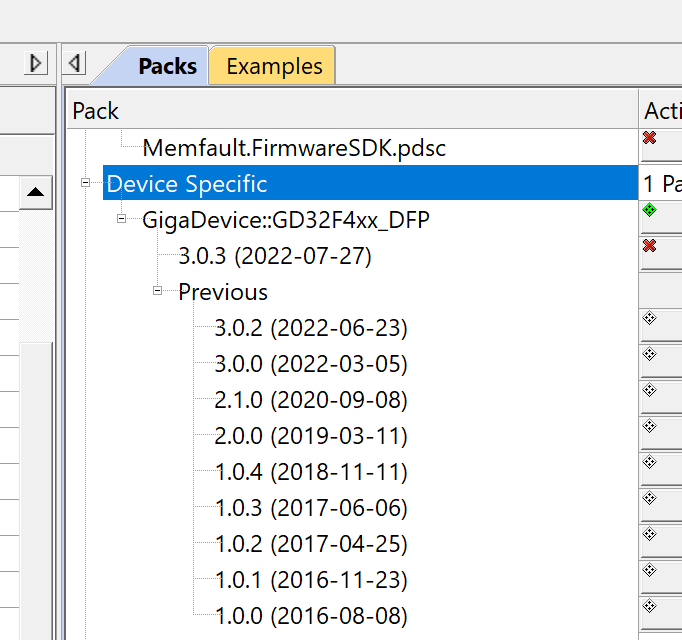 Packs Examples
Pack Acti
Memfault.FirmwareSDK.pdsc
Device Specific 1 Pa
GigaDevice::GD32F4xx_DFP
3.0.3 (2022-07-27)
Previous
3.0.2 (2022-06-23)
3.0.0 (2022-03-05)
2.1.0 (2020-09-08)
2.0.0 (2019-03-11)
1.0.4 (2018-11-11)
1.0.3 (2017-06-06)
1.0.2 (2017-04-25)
1.0.1 (2016-11-23)
1.0.0 (2016-08-08)